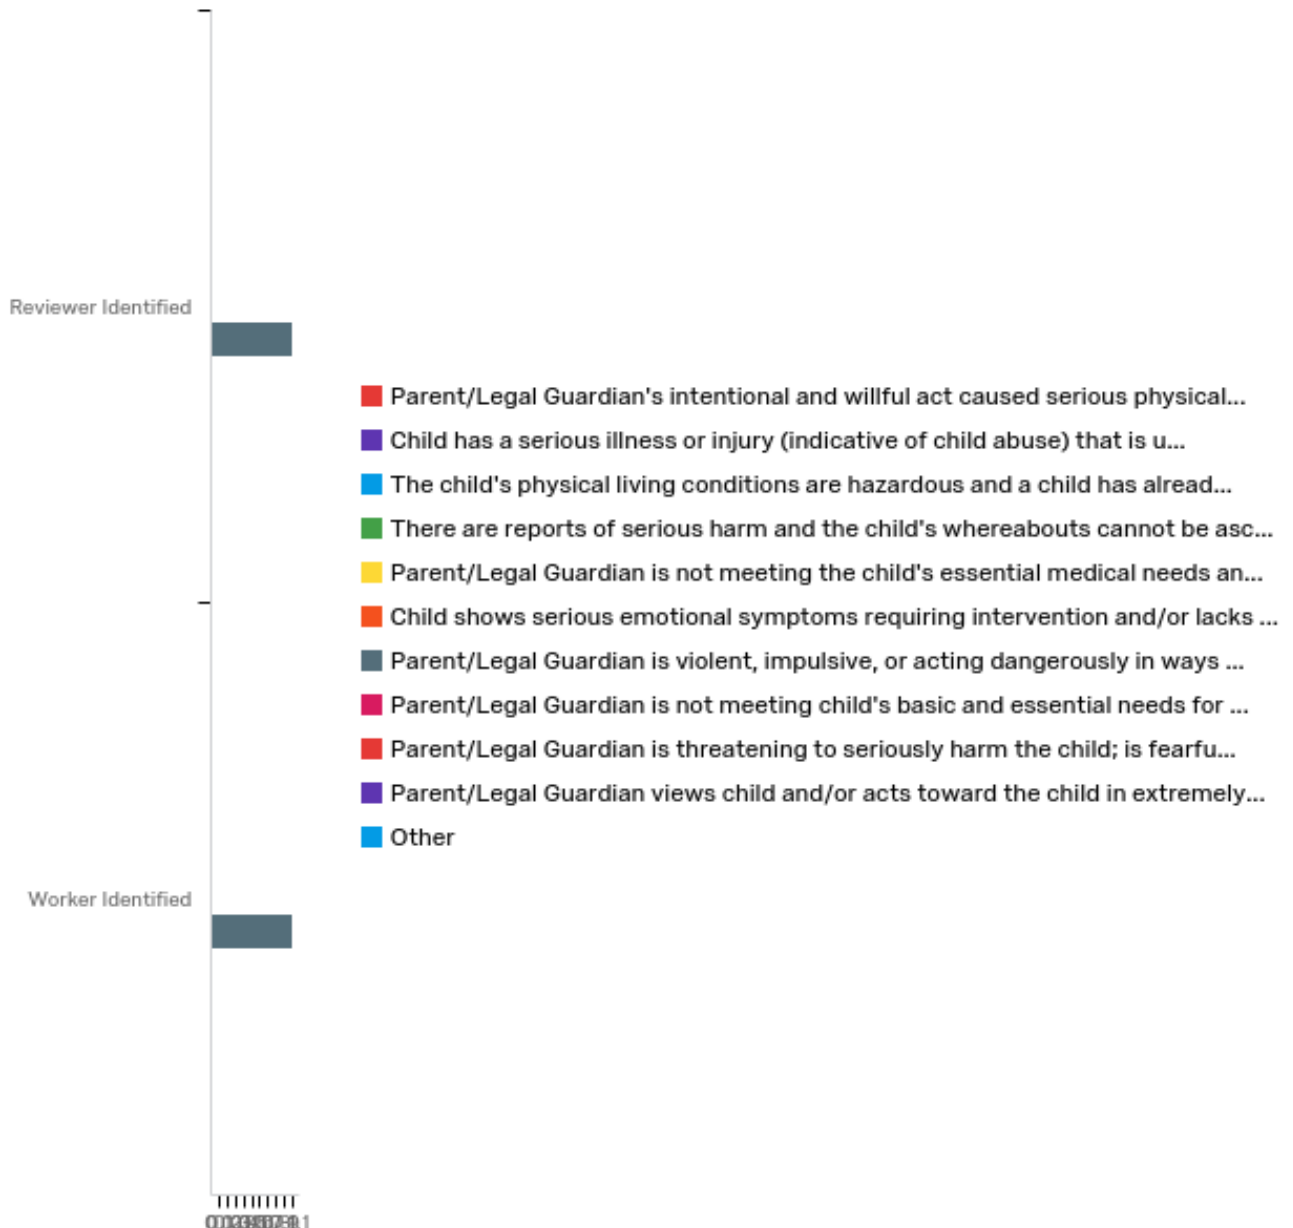 Reviewer Identified
Parent/Legal Guardian's intentional and willful act caused serious physical...
Child has a serious illness or injury (indicative of child abuse) that is u...
The child's physical living conditions are hazardous and a child has alread...
There are reports of serious harm and the child's whereabouts cannot be asc...
Parent/Legal Guardian is not meeting the child's essential medical needs an...
Child shows serious emotional symptoms requiring intervention and/or lacks ...
Parent/Legal Guardian is violent, impulsive, or acting dangerously in ways ...
Parent/Legal Guardian is not meeting child's basic and essential needs for ...
Parent/Legal Guardian is threatening to seriously harm the child; is fearfu...
Parent/Legal Guardian views child and/or acts toward the child in extremely...
Other
Worker Identified